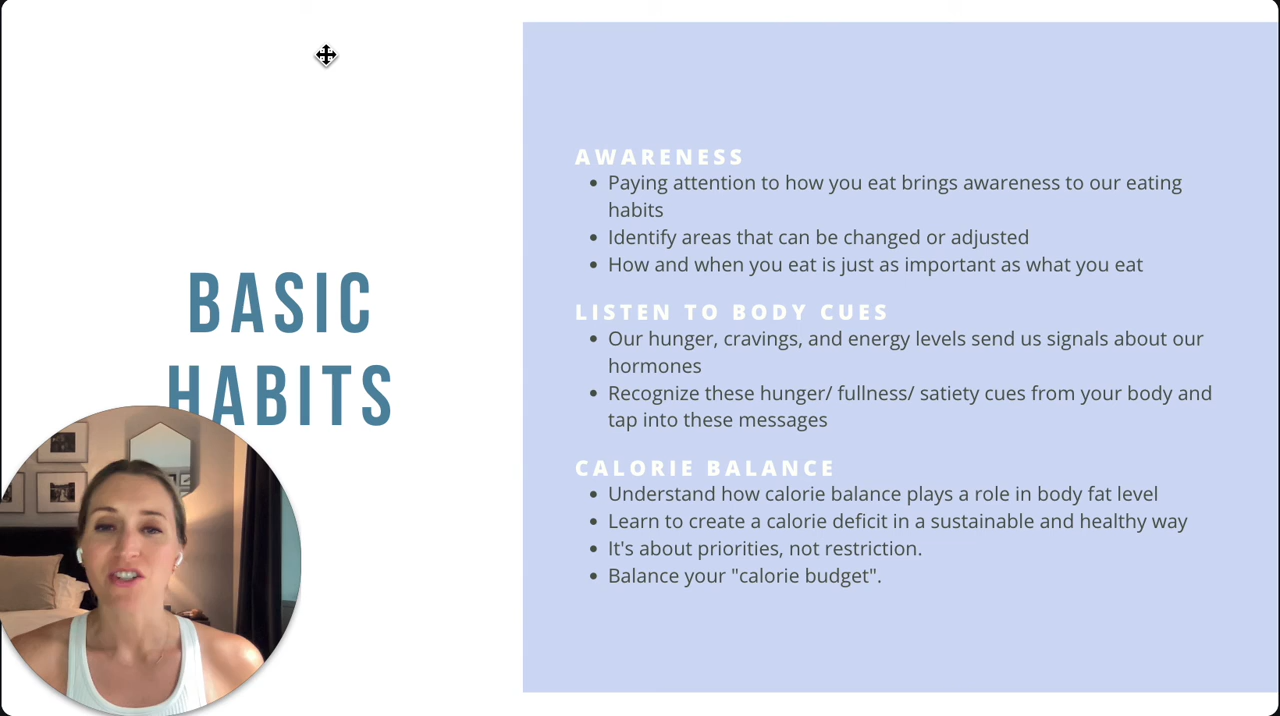 BASIC
HABITS
AWARENESS
• Paying attention to how you eat brings awareness to our eating
habits
• Identify areas that can be changed or adjusted
• How and when you eat is just as important as what you eat
LISTEN TO BODY CUES
• Our hunger, cravings, and energy levels send us signals about our
hormones
• Recognize these hunger/ fullness/ satiety cues from your body and
tap into these messages
CALORIE BALANCE
• Understand how calorie balance plays a role in body fat level
• Learn to create a calorie deficit in a sustainable and healthy way
• It's about priorities, not restriction.
• Balance your "calorie budget".